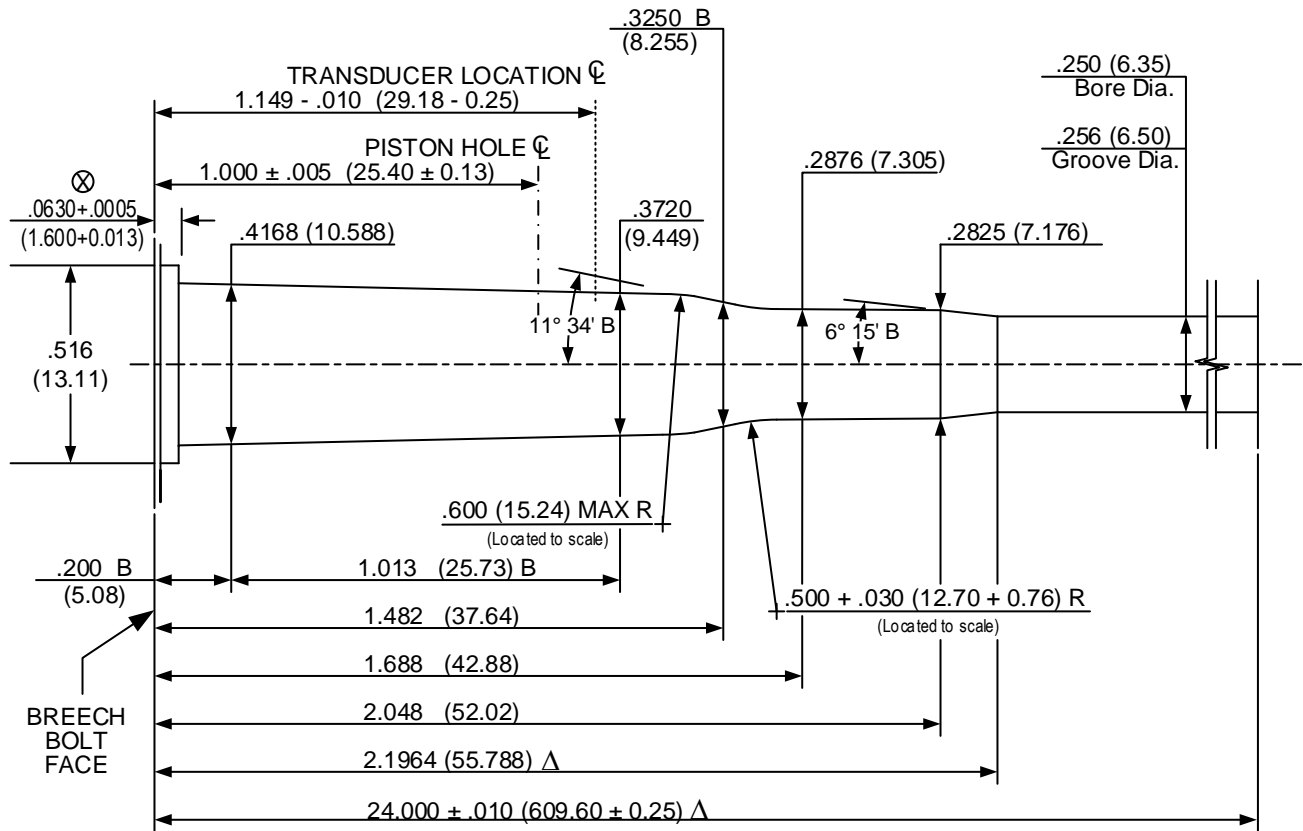 .3250 B
(8.255)
TRANSDUCER LOCATION ℄
1.149 - .010 (29.18 - 0.25)
.250 (6.35)
Bore Dia.
PISTON HOLE ℄
1.000 ± .005 (25.40 ± 0.13)
.256 (6.50)
Groove Dia.
.2876 (7.305)
⊗
.0630+.0005
(1.600+0.013)
.4168 (10.588)
.3720
(9.449)
.2825 (7.176)
11° 34' B
6° 15' B
.516
(13.11)
.600 (15.24) MAX R
(Located to scale)
.200 B
(5.08)
1.013 (25.73) B
.500 + .030 (12.70 + 0.76) R
(Located to scale)
1.482 (37.64)
1.688 (42.88)
2.048 (52.02)
BREECH
BOLT
FACE
2.1964 (55.788) Δ
24.000 ± .010 (609.60 ± 0.25) Δ